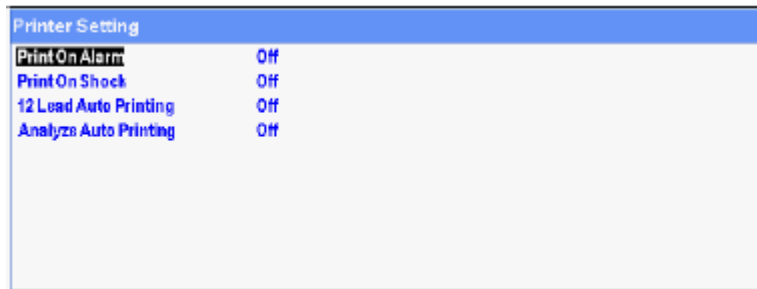 Printer Setting
Print On Alarm Off
Print On Shock Off
12 Lead Auto Printing Off
Analyze Auto Printing Off